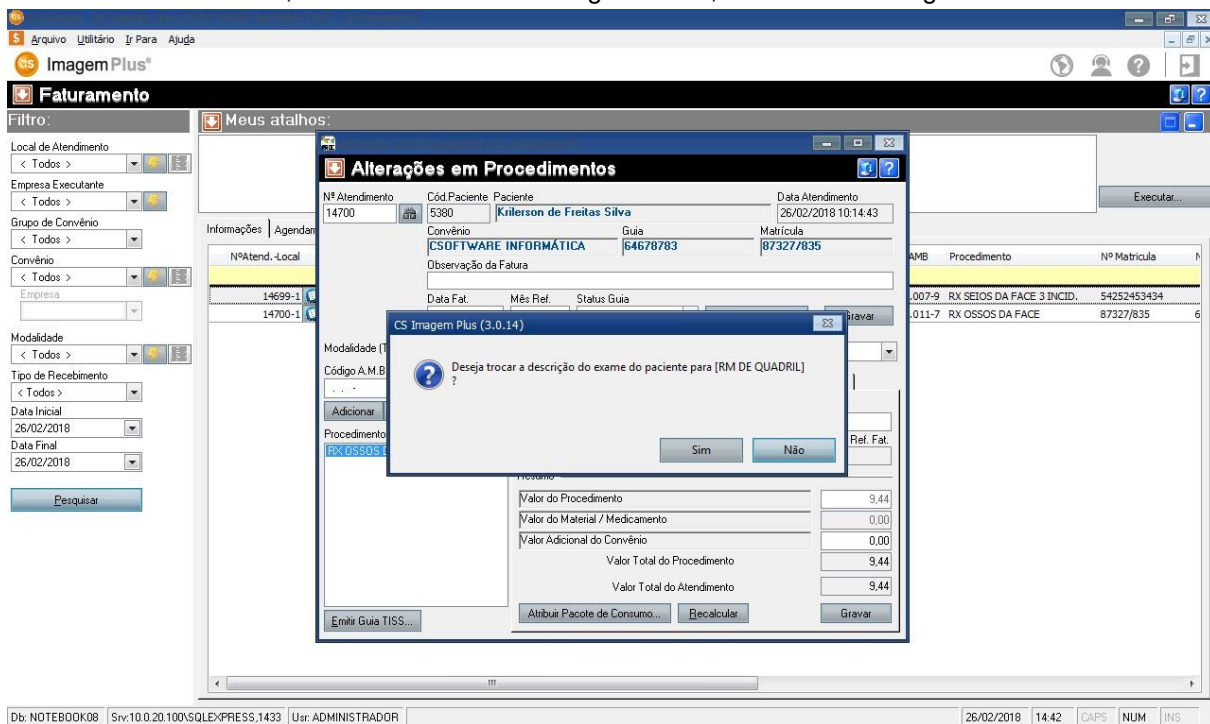 Arquivo Utilitário Ir Para Ajuda
CS ImagemPlus®
Faturamento
Filtro:
Meus atalhos:
Local de Atendimento
< Todos >
Empresa Executante
< Todos >
Grupo de Convênio
< Todos >
Convênio
< Todos >
Empresa
Modalidade
< Todos >
Tipo de Recebimento
< Todos >
Data Inicial
26/02/2018
Data Final
26/02/2018
Pesquisar
Executar...
Informações
NºAtend.-Local
AMB Procedimento Nº Matricula
14699-1 .007-9 RX SEIOS DA FACE 3 INCID. 54252453434
14700-1 .011-7 RX OSSOS DA FACE 87327/835 6
Alterações em Procedimentos
Nº Atendimento Cód.Paciente Paciente Data Atendimento
14700 5380 Krilerson de Freitas Silva 26/02/2018 10:14:43
Convênio Guia Matrícula
CSOFTWARE INFORMÁTICA 64678783 87327/835
Observação da Fatura
Data Fat. Mês Ref. Status Guia
Gravar
Modalidade
Código A.M.B
Adicionar
Procedimento
RX OSSOS
Ref. Fat.
CS Imagem Plus (3.0.14)
Deseja trocar a descrição do exame do paciente para [RM DE QUADRIL]
?
Sim Não
Resumo
Valor do Procedimento 9,44
Valor do Material / Medicamento 0,00
Valor Adicional do Convênio 0,00
Valor Total do Procedimento 9,44
Valor Total do Atendimento 9,44
Emitir Guia TISS... Atribuir Pacote de Consumo... Recalcular Gravar
Db: NOTEBOOK08 Srv:10.0.20.100\SQLEXPRESS,1433 Usr: ADMINISTRADOR 26/02/2018 14:42 CAPS NUM INS